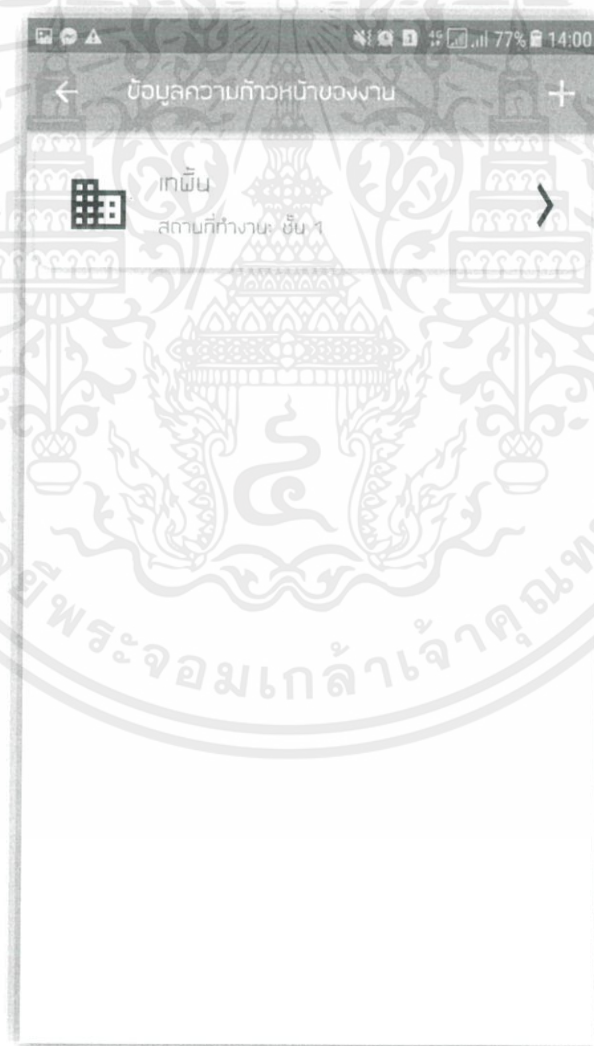 77% 14:00
ข้อมูลความก้าวหน้าของงาน
เทพื้น
สถานที่ทำงาน: ชั้น 1
พระจอมเกล้าเจ้าคุณ